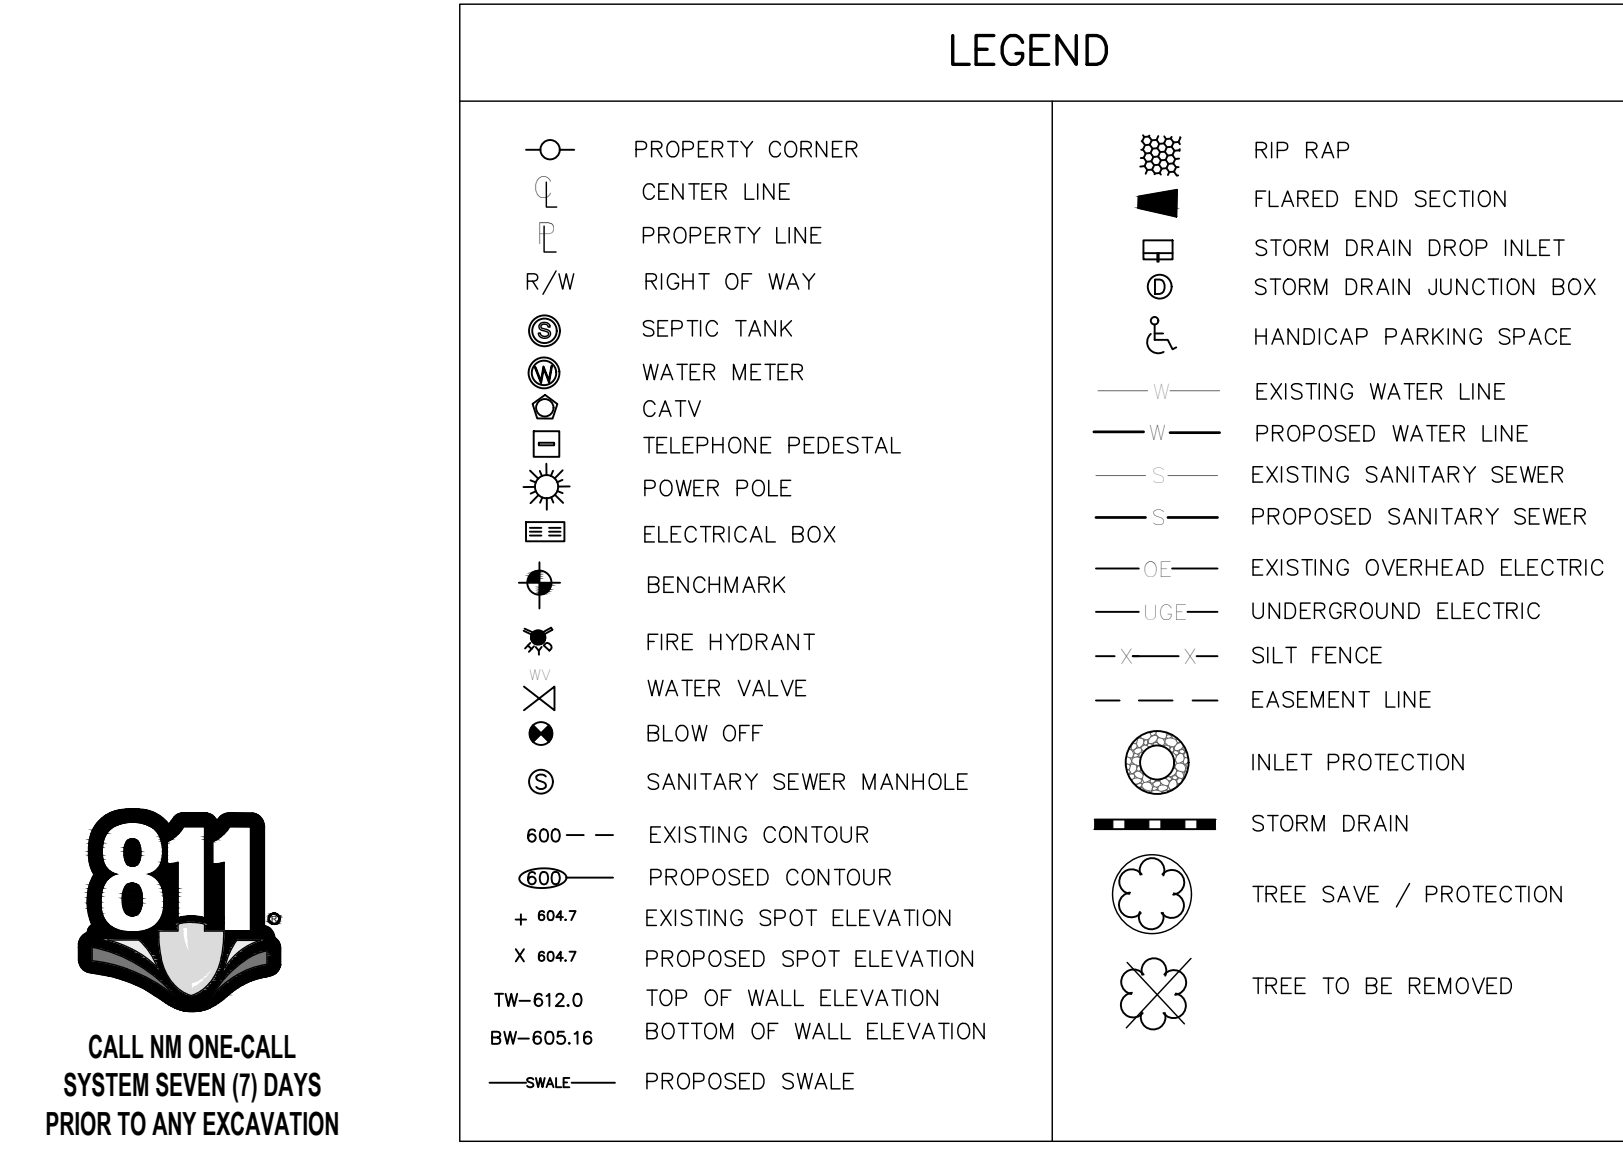 LEGEND
PROPERTY CORNER
CL CENTER LINE
PL PROPERTY LINE
R/W RIGHT OF WAY
S SEPTIC TANK
W WATER METER
CATV
TELEPHONE PEDESTAL
POWER POLE
ELECTRICAL BOX
BENCHMARK
FIRE HYDRANT
WV
WATER VALVE
BLOW OFF
S SANITARY SEWER MANHOLE
600 EXISTING CONTOUR
600 PROPOSED CONTOUR
+ 604.7 EXISTING SPOT ELEVATION
X 604.7 PROPOSED SPOT ELEVATION
TW-612.0 TOP OF WALL ELEVATION
BW-605.16 BOTTOM OF WALL ELEVATION
SWALE PROPOSED SWALE
RIP RAP
FLARED END SECTION
STORM DRAIN DROP INLET
D STORM DRAIN JUNCTION BOX
HANDICAP PARKING SPACE
W EXISTING WATER LINE
W PROPOSED WATER LINE
S EXISTING SANITARY SEWER
S PROPOSED SANITARY SEWER
OE EXISTING OVERHEAD ELECTRIC
UGE UNDERGROUND ELECTRIC
X X SILT FENCE
EASEMENT LINE
INLET PROTECTION
STORM DRAIN
TREE SAVE / PROTECTION
TREE TO BE REMOVED
811®
CALL NM ONE-CALL
SYSTEM SEVEN (7) DAYS
PRIOR TO ANY EXCAVATION